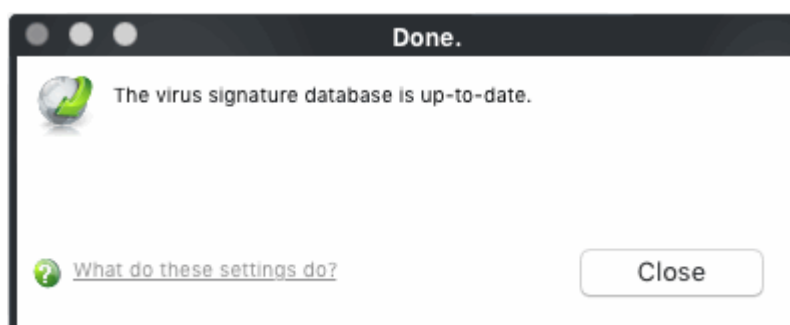 Done.
The virus signature database is up-to-date.
?
What do these settings do?
Close